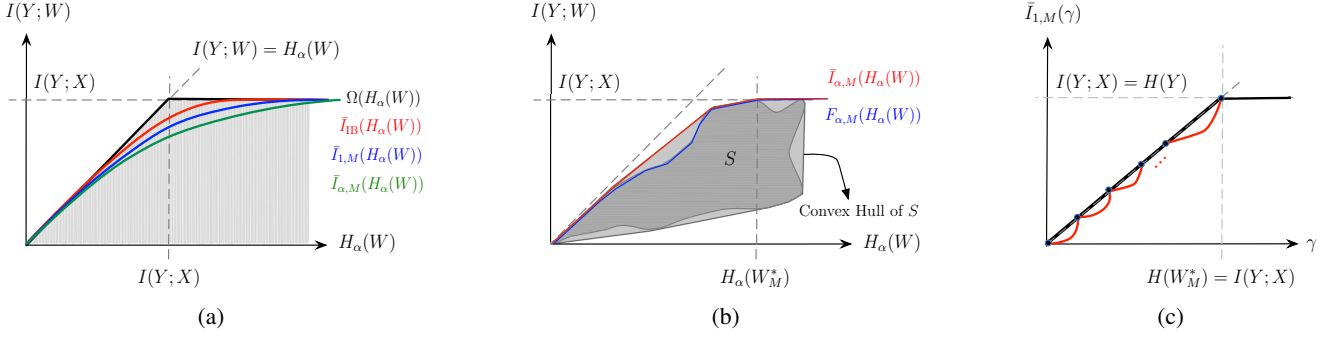 I(Y;W)
I(Y;W) = H_α(W)
I(Y;X)
Ω(H_α(W))
Ī_IB(H_α(W))
Ī_{1,M}(H_α(W))
Ī_{α,M}(H_α(W))
H_α(W)
I(Y;X)
(a)
I(Y;W)
I(Y;X)
Ī_{α,M}(H_α(W))
F_{α,M}(H_α(W))
S
Convex Hull of S
H_α(W)
H_α(W*_M)
(b)
Ī_{1,M}(γ)
I(Y;X) = H(Y)
γ
H(W*_M) = I(Y;X)
(c)